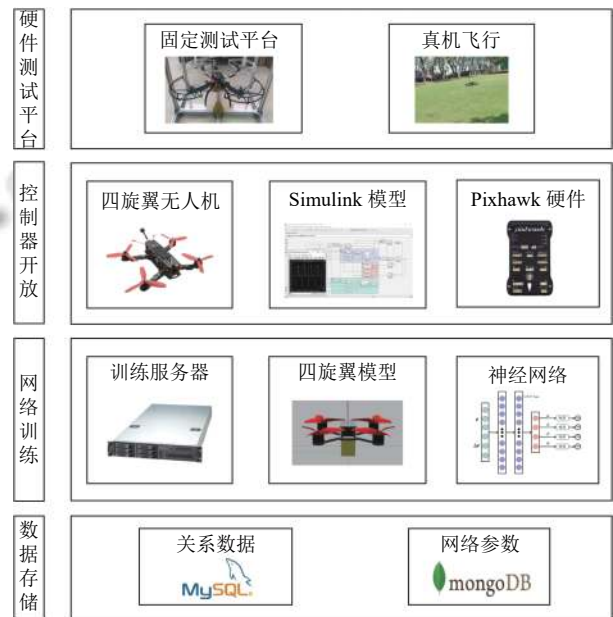 硬件测试平台
固定测试平台
真机飞行
控制器开放
四旋翼无人机
Simulink 模型
Pixhawk 硬件
pixhawk
网络训练
训练服务器
四旋翼模型
神经网络
数据存储
关系数据
MySQL
网络参数
mongoDB